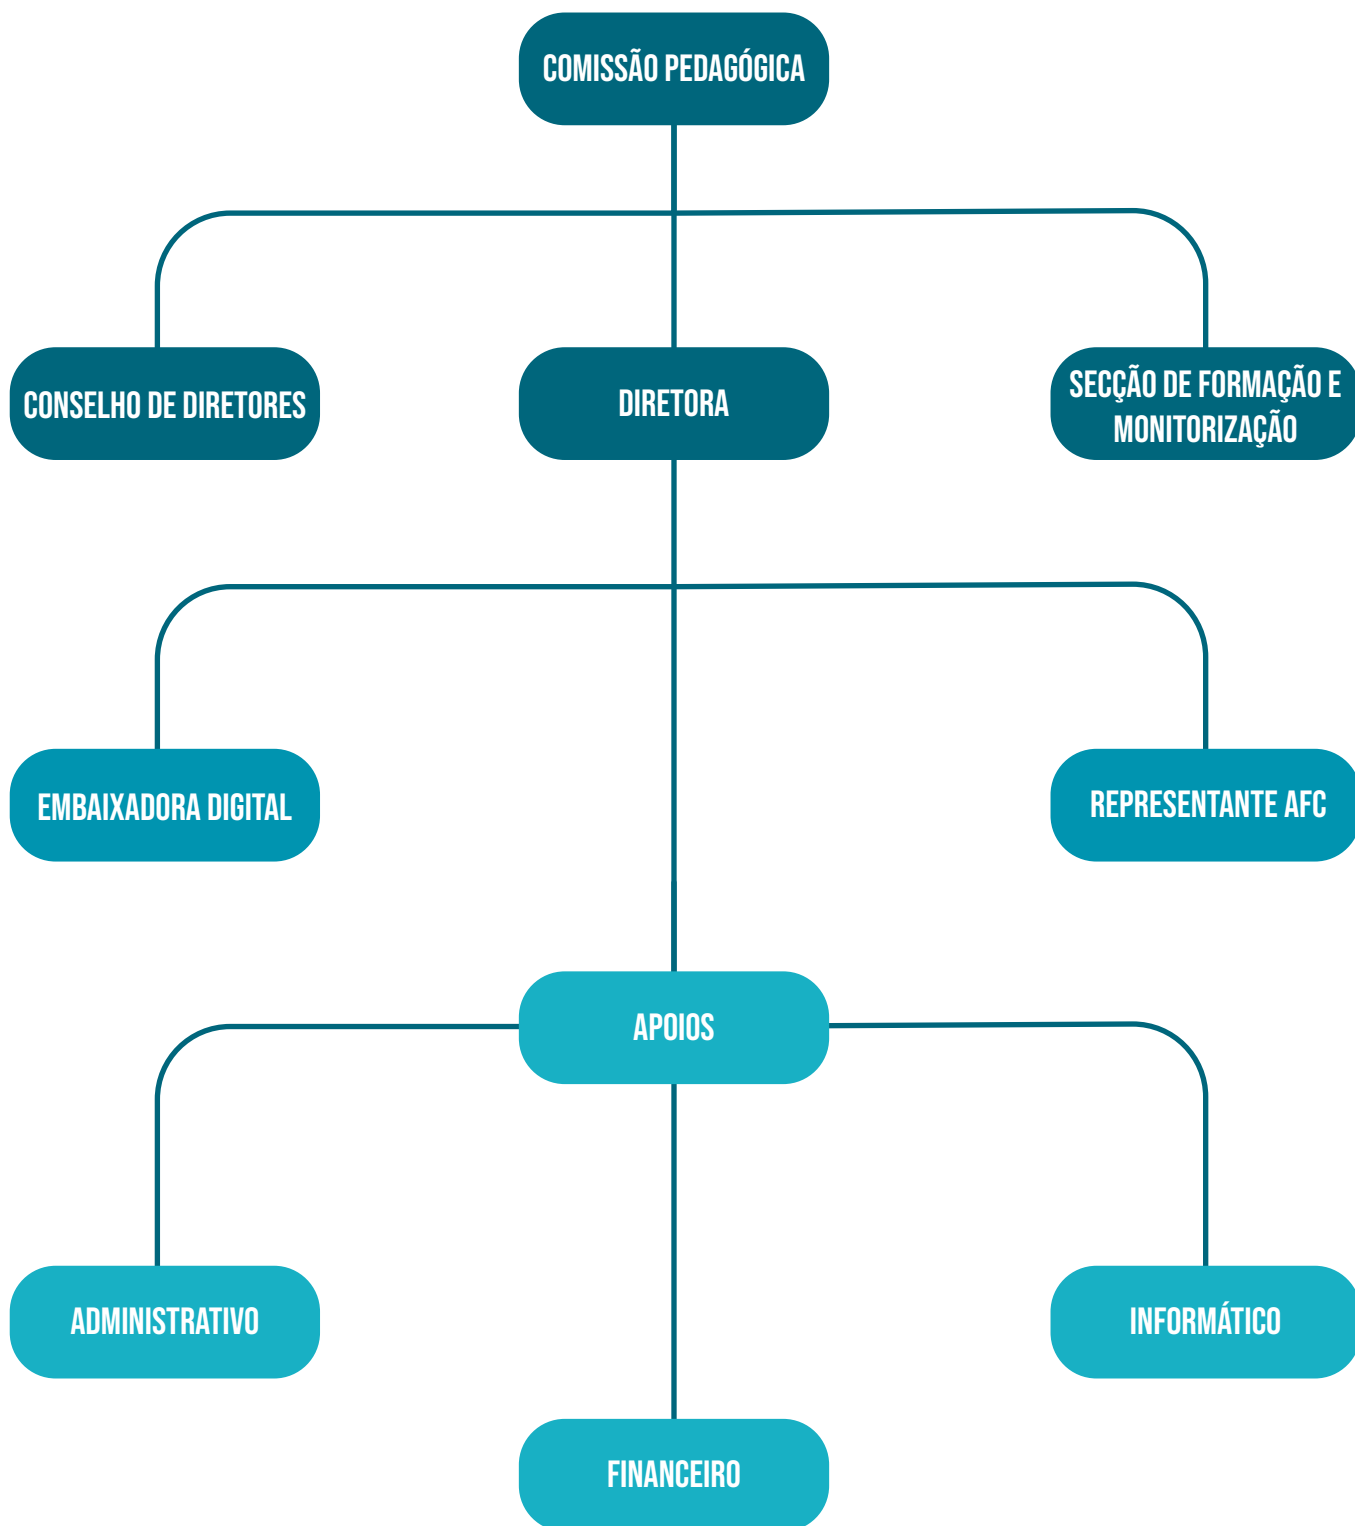 COMISSÃO PEDAGÓGICA
CONSELHO DE DIRETORES
DIRETORA
SECÇÃO DE FORMAÇÃO E
MONITORIZAÇÃO
EMBAIXADORA DIGITAL
REPRESENTANTE AFC
APOIOS
ADMINISTRATIVO
INFORMÁTICO
FINANCEIRO